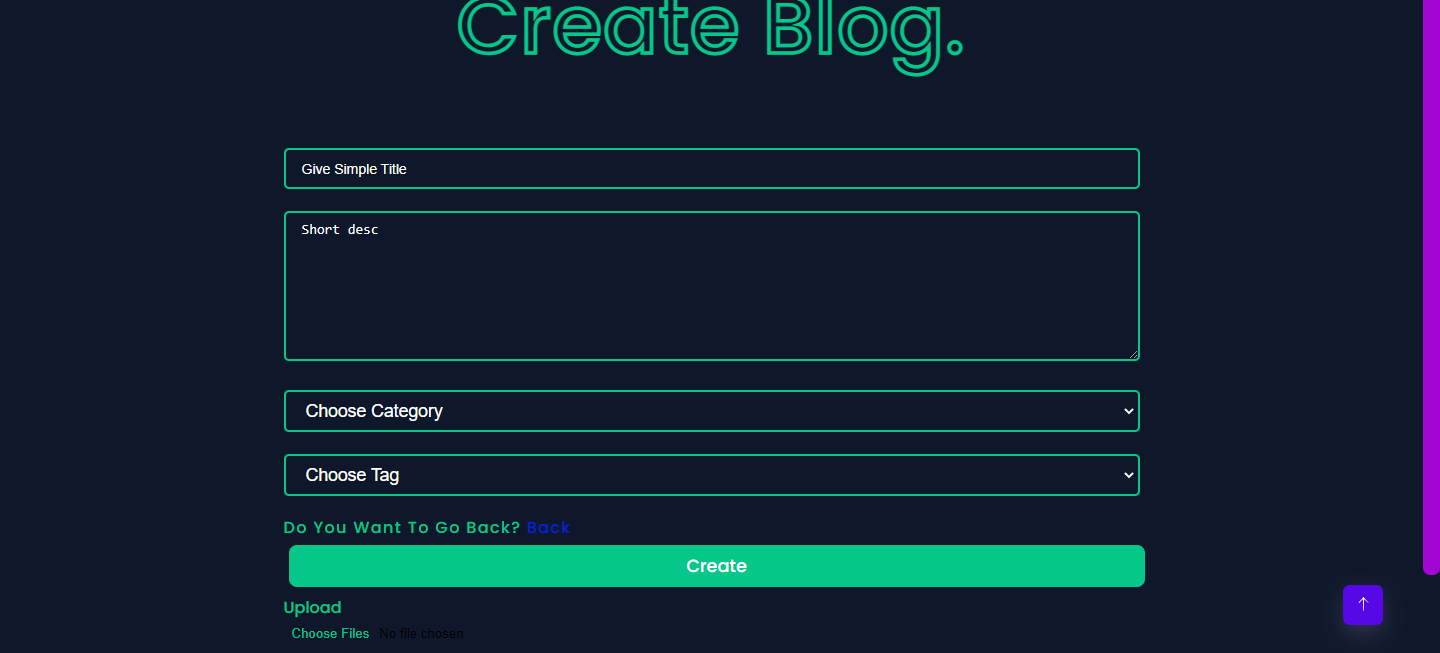 Create Blog.
Give Simple Title
Short desc
Choose Category
Choose Tag
Do You Want To Go Back? Back
Create
Upload
Choose Files No file chosen